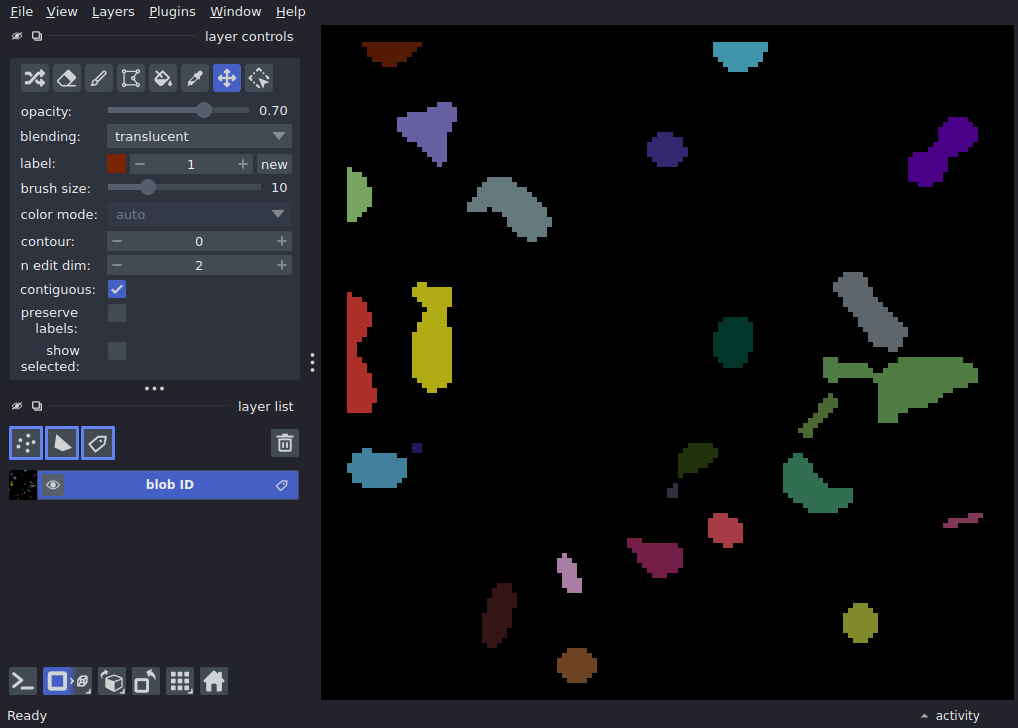 File View Layers Plugins Window Help
layer controls
opacity: 0.70
blending: translucent
label: 1 new
brush size: 10
color mode: auto
contour: 0
n edit dim: 2
contiguous:
preserve
labels:
show
selected:
layer list
blob ID
Ready
activity